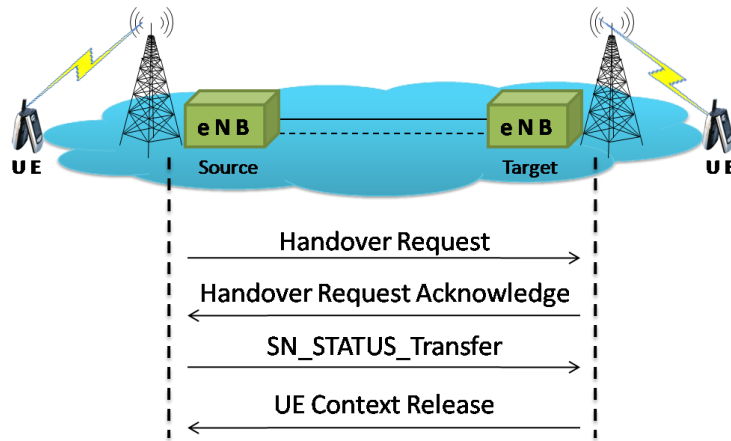 eNB
eNB
UE
Source
Target
UE
Handover Request
Handover Request Acknowledge
SN_STATUS_Transfer
UE Context Release